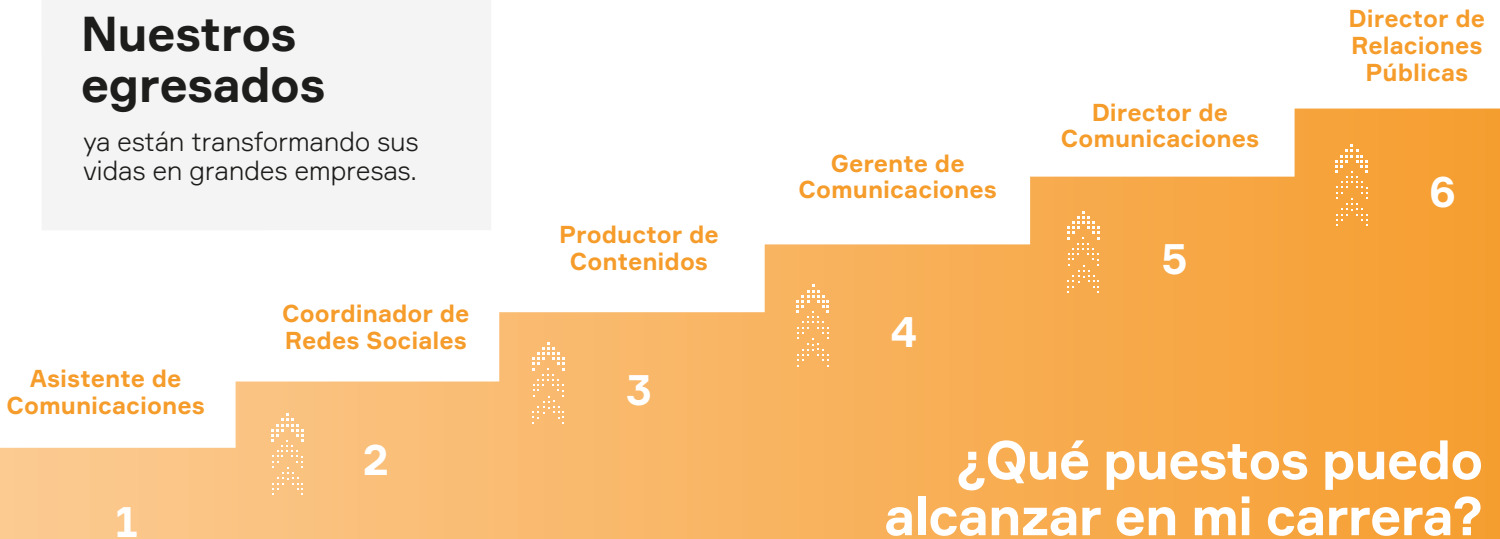 Nuestros
egresados
ya están transformando sus
vidas en grandes empresas.
Asistente de
Comunicaciones
1
Coordinador de
Redes Sociales
2
Productor de
Contenidos
3
Gerente de
Comunicaciones
4
Director de
Comunicaciones
5
Director de
Relaciones
Públicas
6
¿Qué puestos puedo
alcanzar en mi carrera?